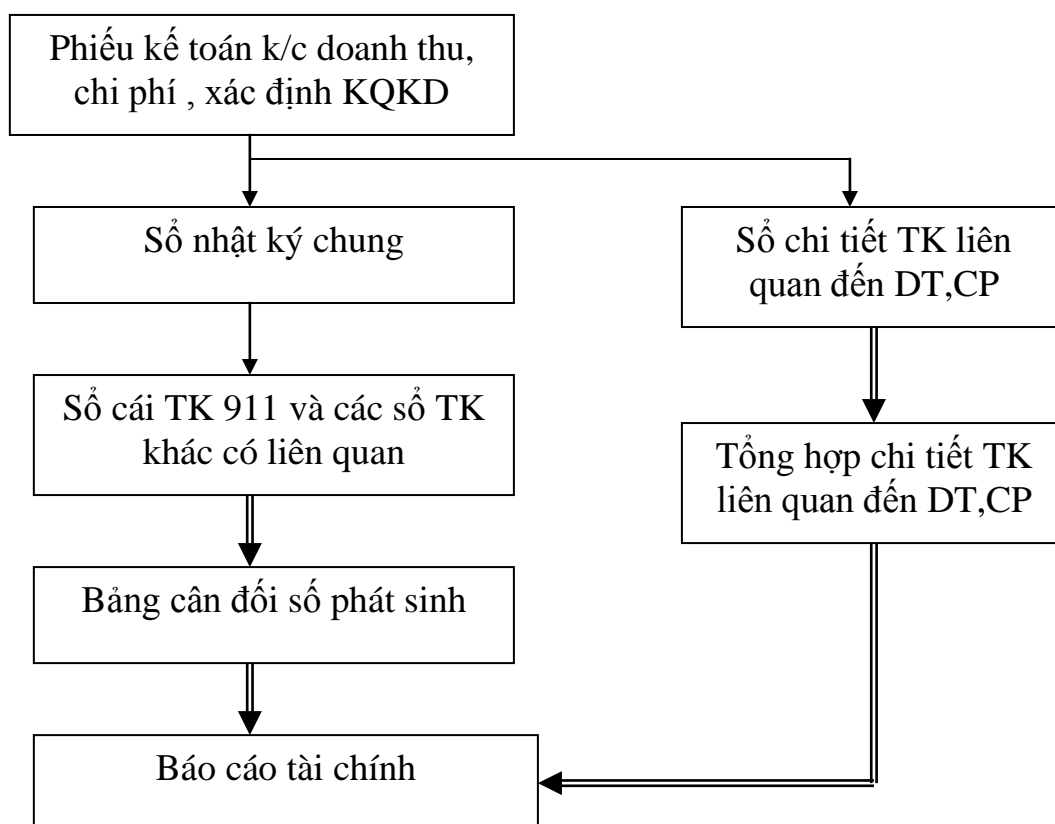 Phiếu kế toán k/c doanh thu,
chi phí , xác định KQKD
Sổ nhật ký chung
Sổ chi tiết TK liên
quan đến DT,CP
Sổ cái TK 911 và các sổ TK
khác có liên quan
Tổng hợp chi tiết TK
liên quan đến DT,CP
Bảng cân đối số phát sinh
Báo cáo tài chính